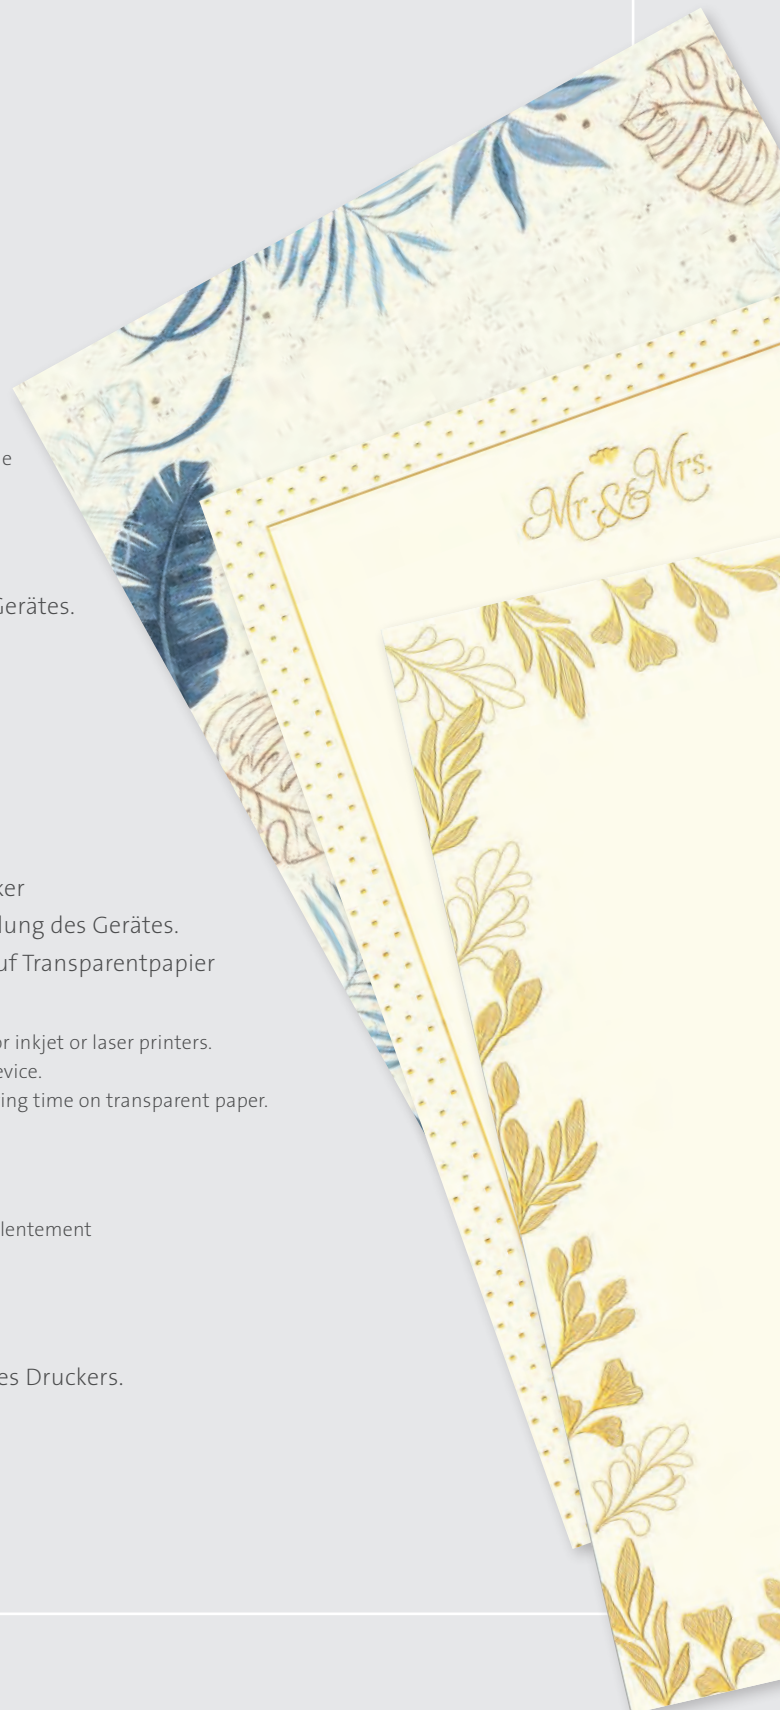 e
Gerätes.
ker
lung des Gerätes.
uf Transparentpapier
or inkjet or laser printers.
evice.
ing time on transparent paper.
lentement
es Druckers.
Mr.&Mrs.